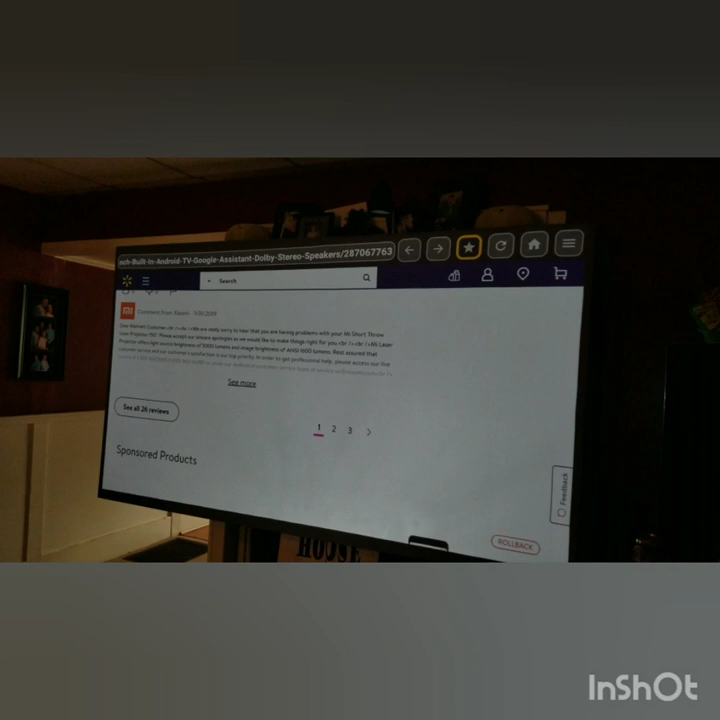 nch-Built-In-Android-TV-Google-Assistant-Dolby-Stereo-Speakers/287067763
Search
mi
Comment from Xiaomi - 1/31/2019
Dear Walmart Customer,<br /><br />We are really sorry to hear that you are having problems with your Mi Short Throw
Laser Projector 150". Please accept our sincere apologies as we would like to make things right for you.<br /><br />Mi Laser
Projector offers light source brightness of 5000 lumens and image brightness of ANSI 1600 lumens. Rest assured that
customer service and our customer's satisfaction is our top priority. In order to get professional help, please access our live
See more
See all 26 reviews
1 2 3
Sponsored Products
Feedback
ROLLBACK
HOUSE
InShOt